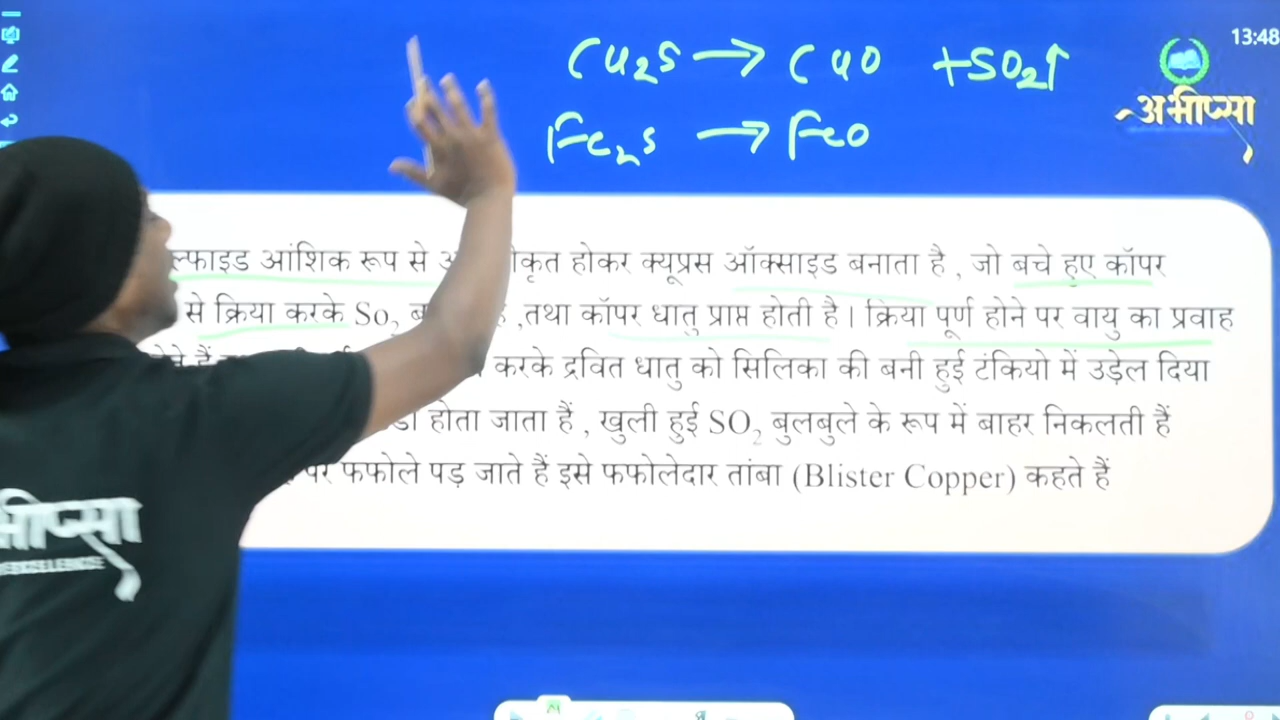 13:48
Cu₂S → CuO + SO₂↑
अभीप्सा
Fe₂S → FeO
ल्फाइड आंशिक रूप से कृत होकर क्यूप्रस ऑक्साइड बनाता है , जो बचे हुए कॉपर
से क्रिया करके So₂ ,तथा कॉपर धातु प्राप्त होती है । क्रिया पूर्ण होने पर वायु का प्रवाह
करके द्रवित धातु को सिलिका की बनी हुई टंकियो में उड़ेल दिया
होता जाता हैं , खुली हुई SO₂ बुलबुले के रूप में बाहर निकलती हैं
पर फफोले पड़ जाते हैं इसे फफोलेदार तांबा (Blister Copper) कहते हैं
भीप्सा
EXCELLENCE